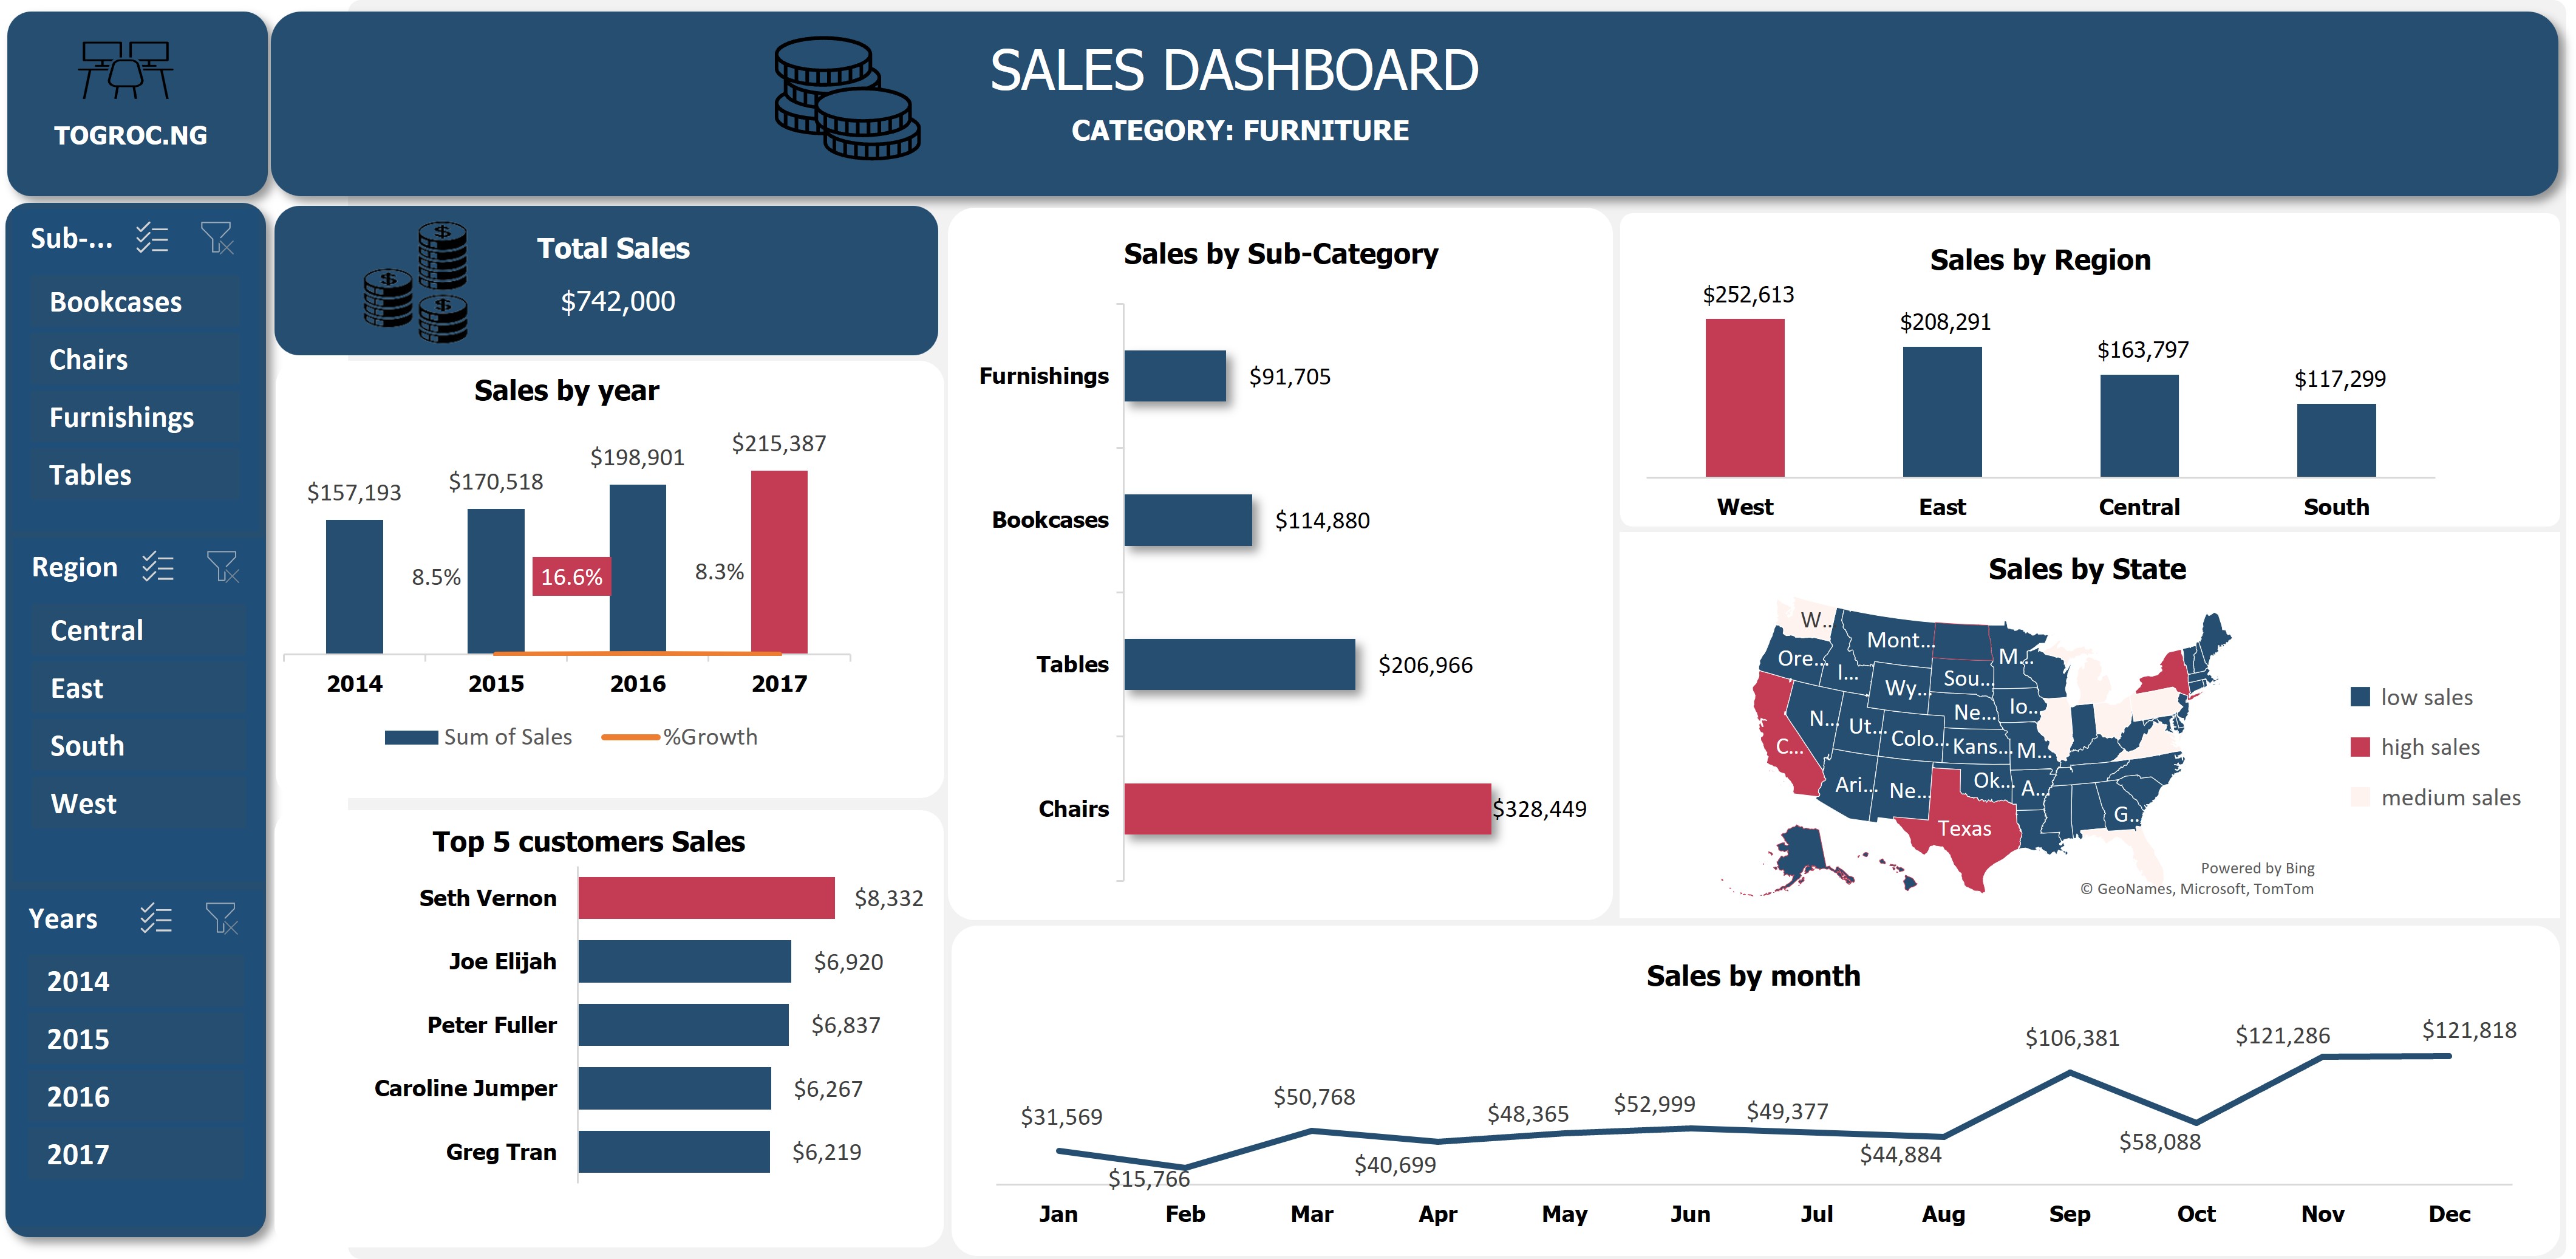 TOGROC.NG
SALES DASHBOARD
CATEGORY: FURNITURE
Sub-...
Bookcases
Chairs
Furnishings
Tables
Region
Central
East
South
West
Years
2014
2015
2016
2017
Total Sales
$742,000
Sales by year
$157,193
$170,518
$198,901
$215,387
8.5%
16.6%
8.3%
2014 2015 2016 2017
Sum of Sales %Growth
Top 5 customers Sales
Seth Vernon $8,332
Joe Elijah $6,920
Peter Fuller $6,837
Caroline Jumper $6,267
Greg Tran $6,219
Sales by Sub-Category
Furnishings $91,705
Bookcases $114,880
Tables $206,966
Chairs $328,449
Sales by Region
$252,613
$208,291
$163,797
$117,299
West East Central South
Sales by State
W...
Mont...
M...
Ore...
I...
Sou...
Wy...
Ne...
Io...
N...
Ut...
Colo...
Kans...
M...
C...
Ari...
Ne...
Ok...
A...
G...
Texas
low sales
high sales
medium sales
Powered by Bing
© GeoNames, Microsoft, TomTom
Sales by month
$31,569
$15,766
$50,768
$40,699
$48,365
$52,999
$49,377
$44,884
$106,381
$58,088
$121,286
$121,818
Jan Feb Mar Apr May Jun Jul Aug Sep Oct Nov Dec